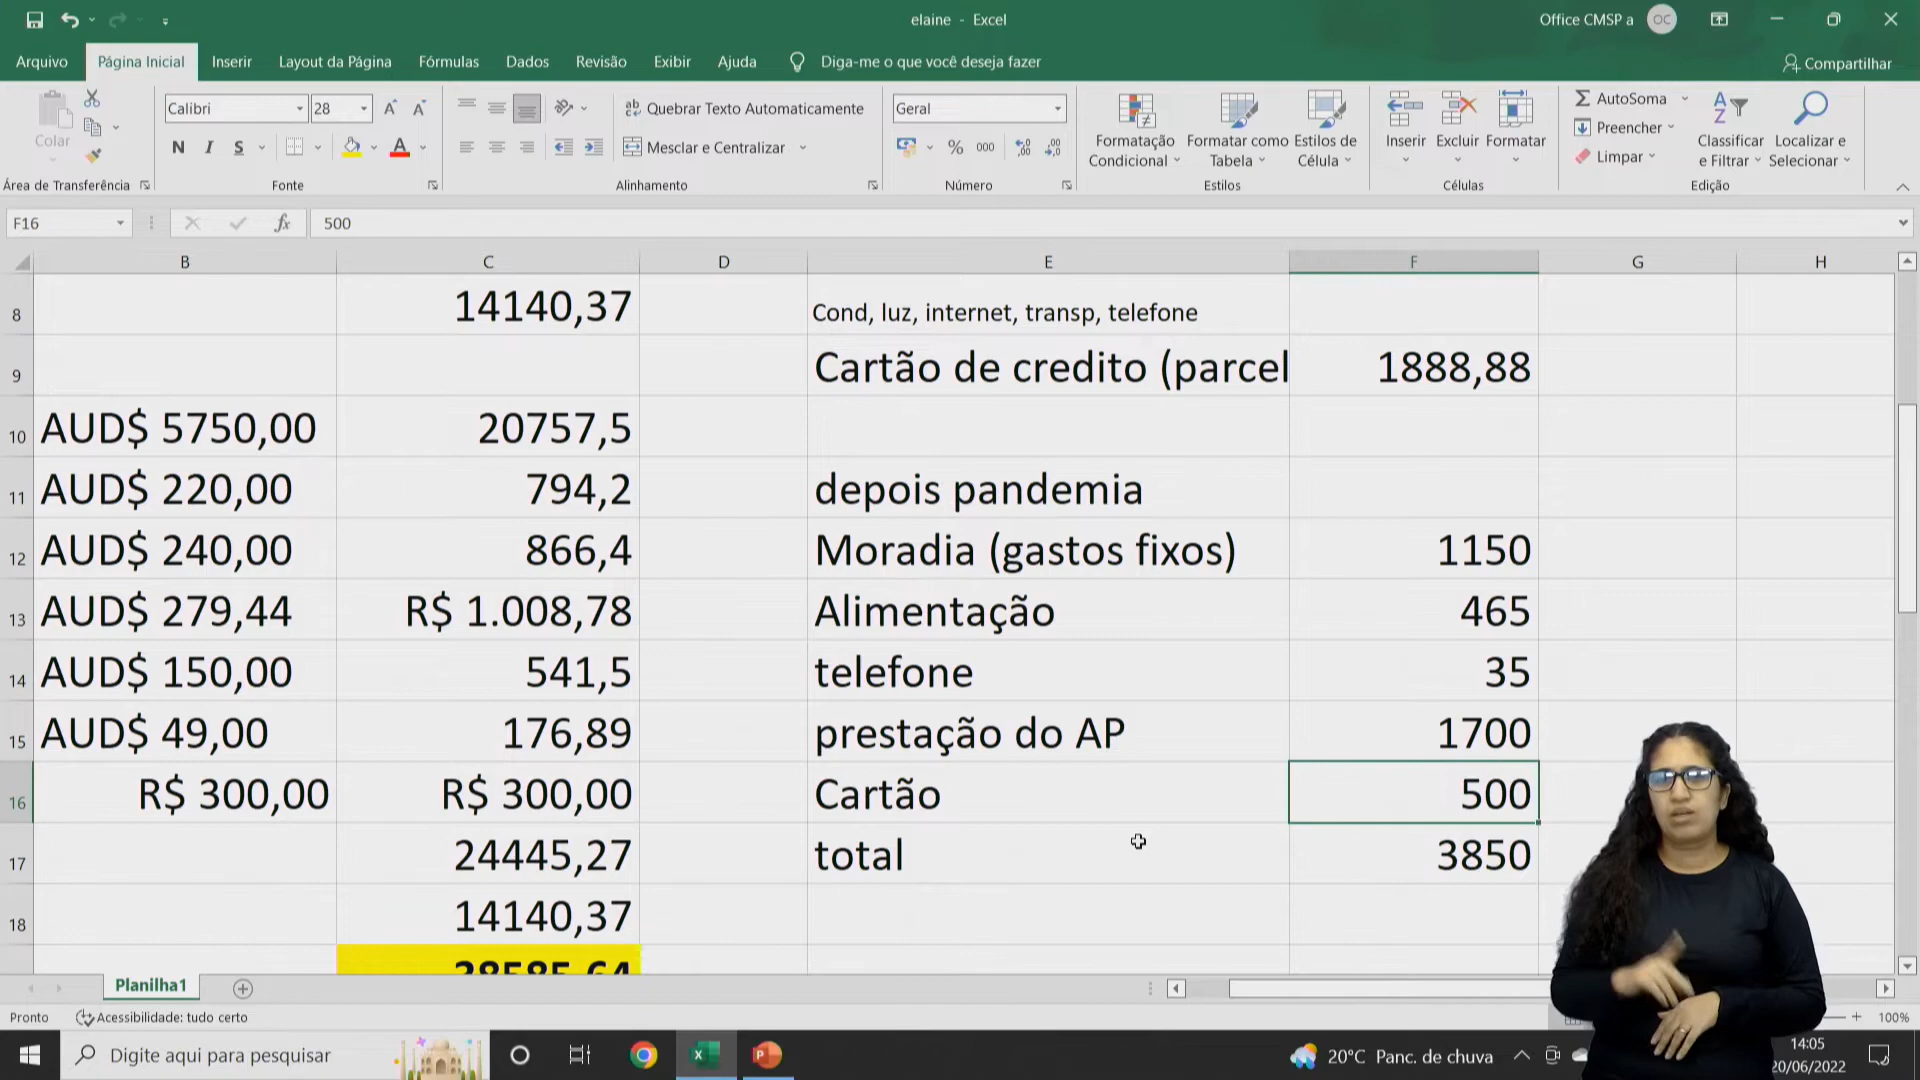 elaine - Excel
Office CMSP a
OC
Arquivo
Página Inicial
Inserir
Layout da Página
Fórmulas
Dados
Revisão
Exibir
Ajuda
Diga-me o que você deseja fazer
Compartilhar
Colar
Área de Transferência
Calibri
28
N I S
Fonte
Quebrar Texto Automaticamente
Mesclar e Centralizar
Alinhamento
Geral
% 000
Número
Formatação Condicional
Formatar como Tabela
Estilos de Célula
Estilos
Inserir
Excluir
Formatar
Células
AutoSoma
Preencher
Limpar
Classificar e Filtrar
Localizar e Selecionar
Edição
F16
fx
500
B C D E F G H
8 14140,37 Cond, luz, internet, transp, telefone
9 Cartão de credito (parcel 1888,88
10 AUD$ 5750,00 20757,5
11 AUD$ 220,00 794,2 depois pandemia
12 AUD$ 240,00 866,4 Moradia (gastos fixos) 1150
13 AUD$ 279,44 R$ 1.008,78 Alimentação 465
14 AUD$ 150,00 541,5 telefone 35
15 AUD$ 49,00 176,89 prestação do AP 1700
16 R$ 300,00 R$ 300,00 Cartão 500
17 24445,27 total 3850
18 14140,37
38585,64
Planilha1
Pronto
Acessibilidade: tudo certo
100%
Digite aqui para pesquisar
20°C Panc. de chuva
14:05
20/06/2022